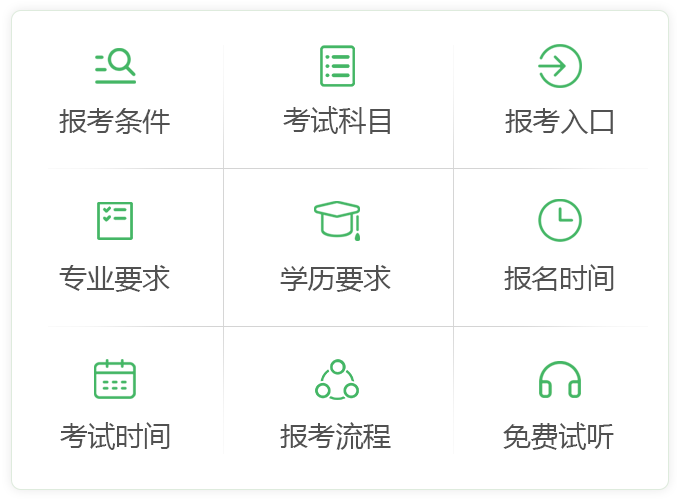 报考条件
考试科目
报考入口
专业要求
学历要求
报名时间
考试时间
报考流程
免费试听